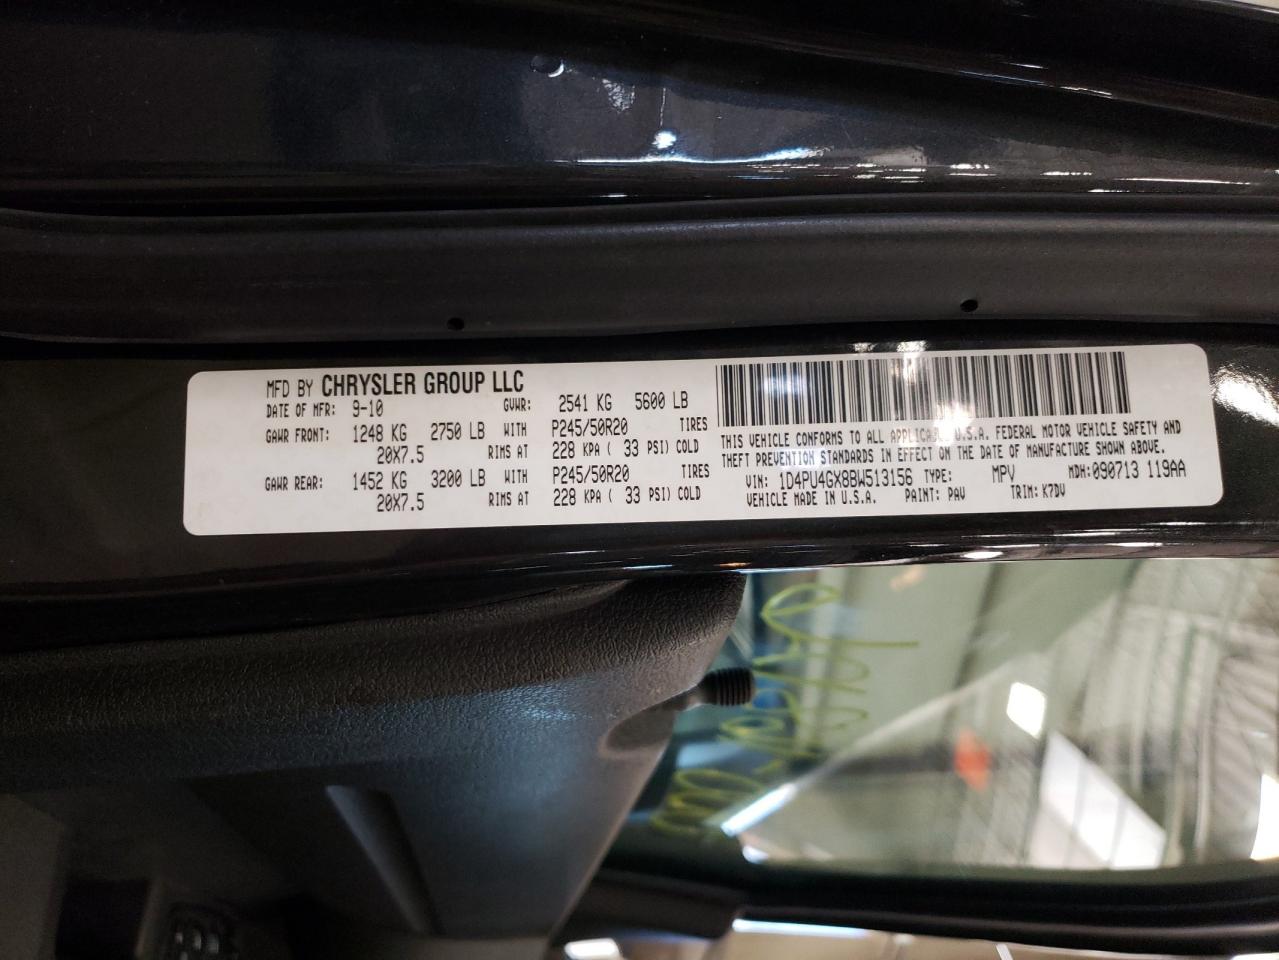 MFD BY CHRYSLER GROUP LLC
DATE OF MFR: 9-10 GVWR: 2541 KG 5600 LB
GAWR FRONT: 1248 KG 2750 LB WITH P245/50R20 TIRES
20X7.5 RIMS AT 228 KPA ( 33 PSI) COLD
GAWR REAR: 1452 KG 3200 LB WITH P245/50R20 TIRES
20X7.5 RIMS AT 228 KPA ( 33 PSI) COLD
THIS VEHICLE CONFORMS TO ALL U.S.A. FEDERAL MOTOR VEHICLE SAFETY AND
THEFT PREVENTION STANDARDS IN EFFECT ON THE DATE OF MANUFACTURE SHOWN ABOVE.
VIN: 1D4PU4GX8BW513156 TYPE: MPV MDH: 090713 119AA
VEHICLE MADE IN U.S.A. PAINT: PAV TRIM: K7DV